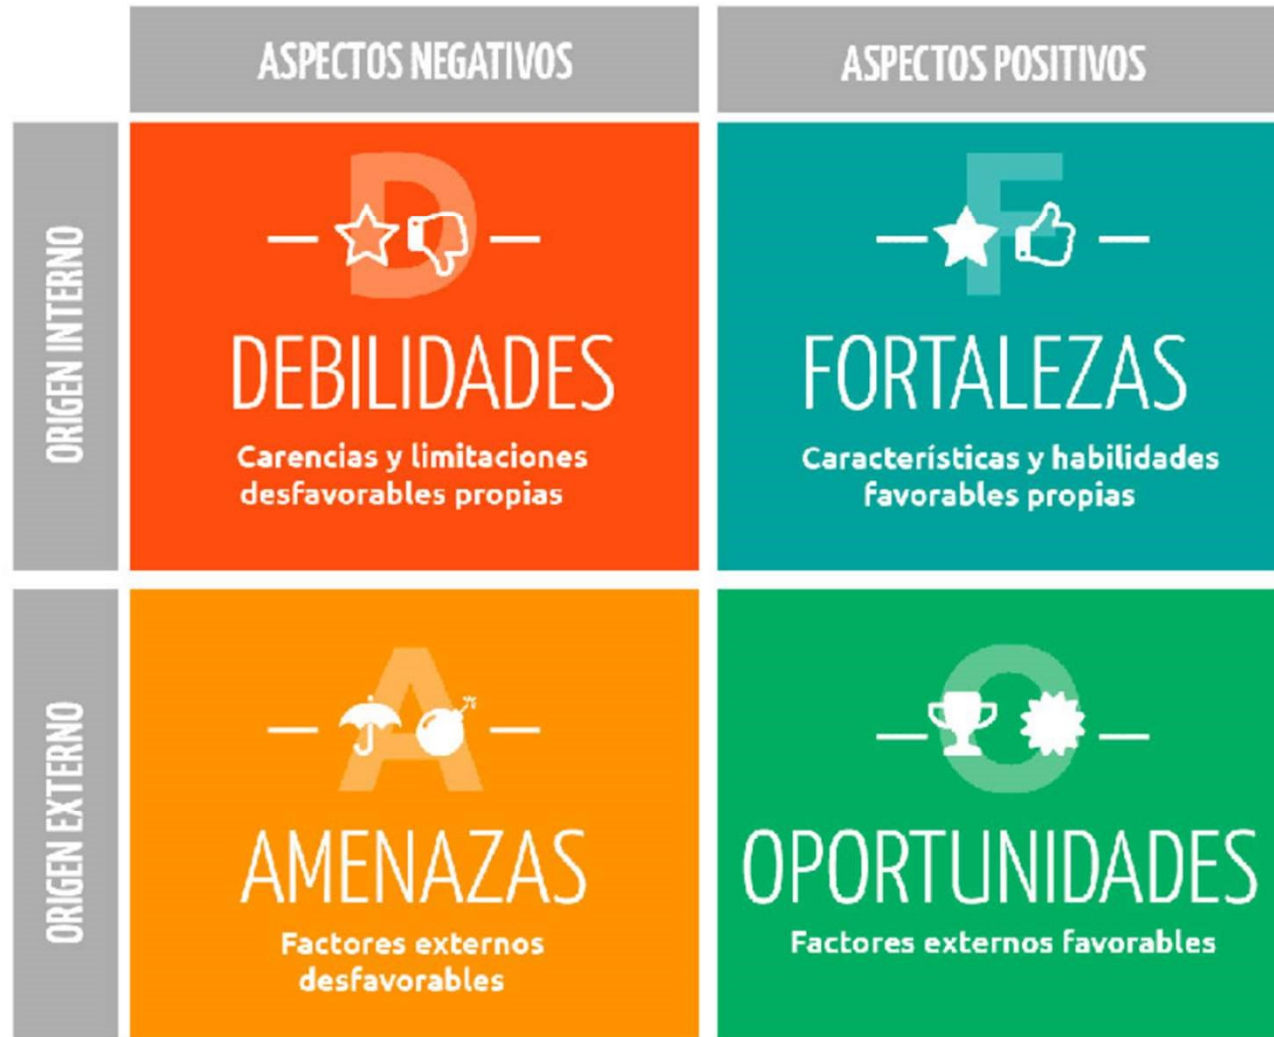 ASPECTOS NEGATIVOS
ASPECTOS POSITIVOS
ORIGEN INTERNO
D
DEBILIDADES
Carencias y limitaciones
desfavorables propias
F
FORTALEZAS
Características y habilidades
favorables propias
ORIGEN EXTERNO
A
AMENAZAS
Factores externos
desfavorables
O
OPORTUNIDADES
Factores externos favorables